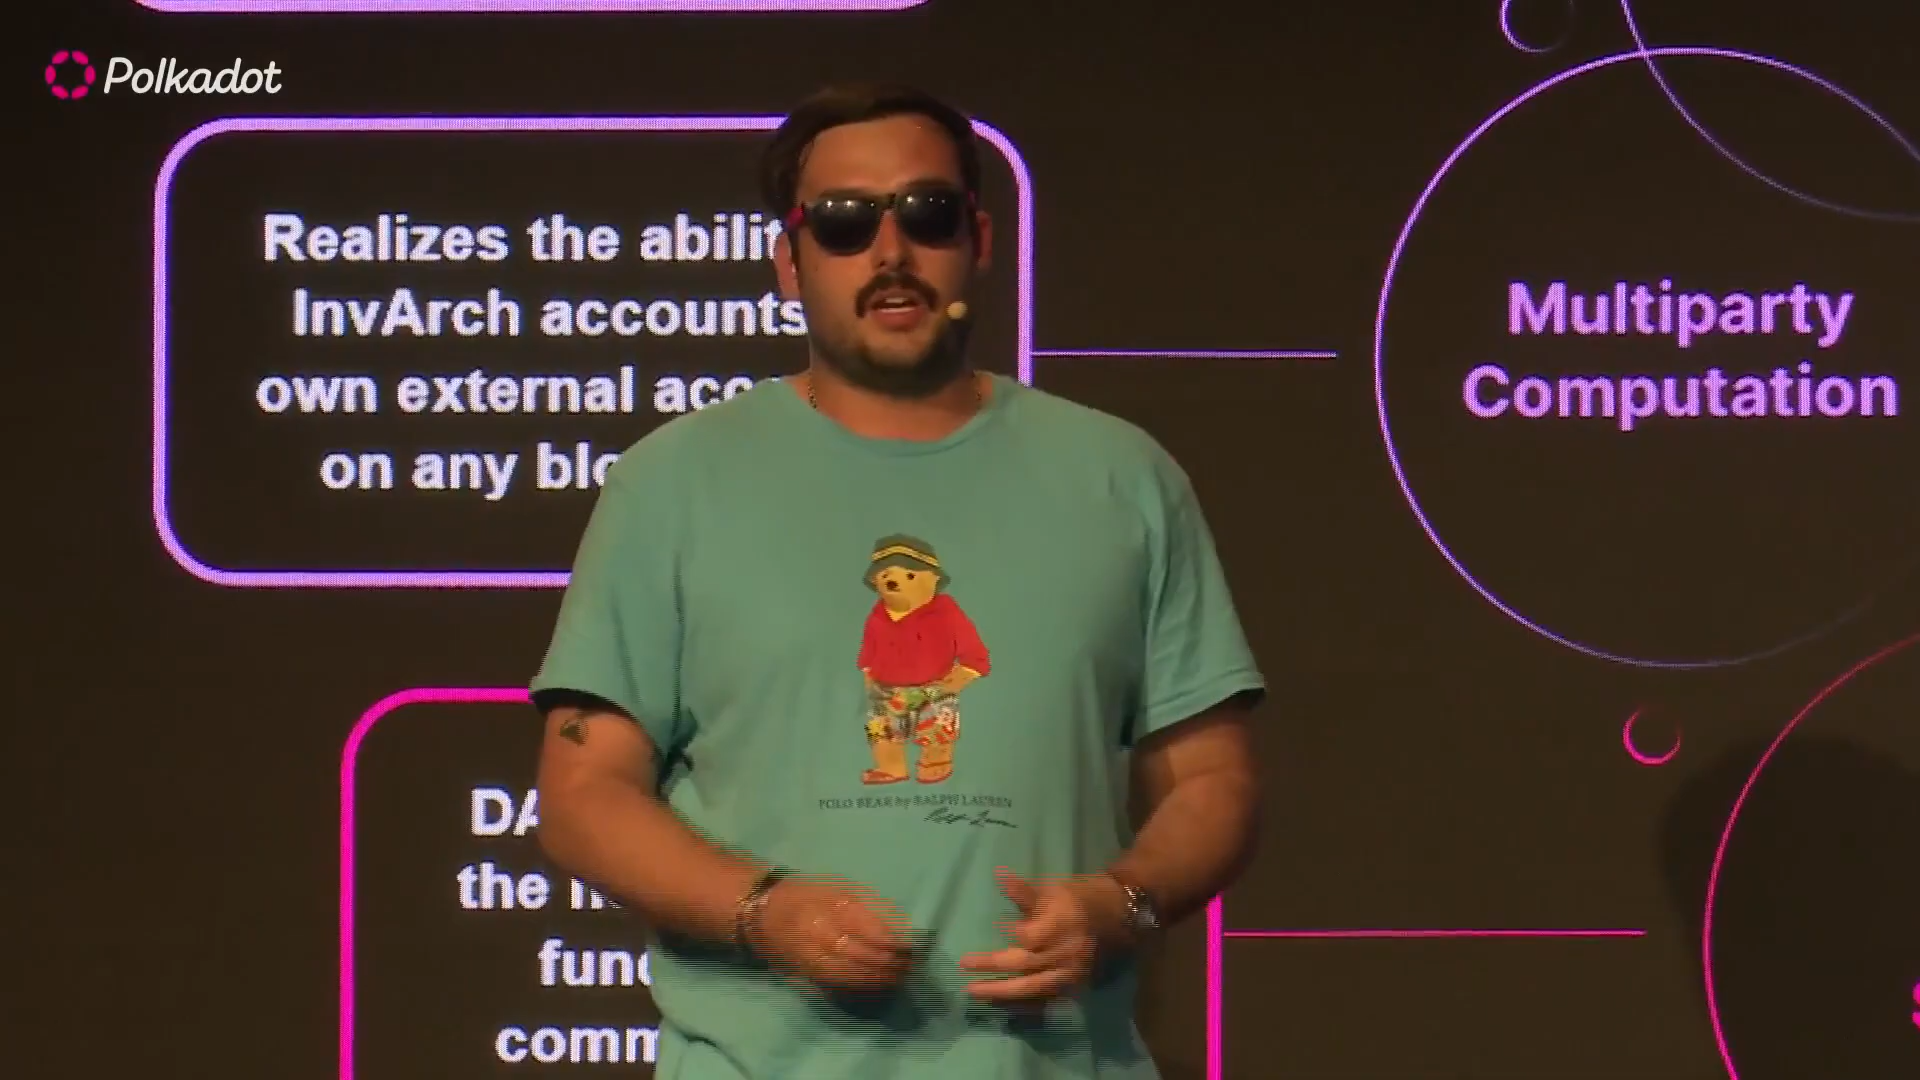 Polkadot
Realizes the abilit
InvArch accounts
own external acc
on any blo
Multiparty
Computation
POLO BEAR by RALPH LAUREN
DA
the
fun
comm